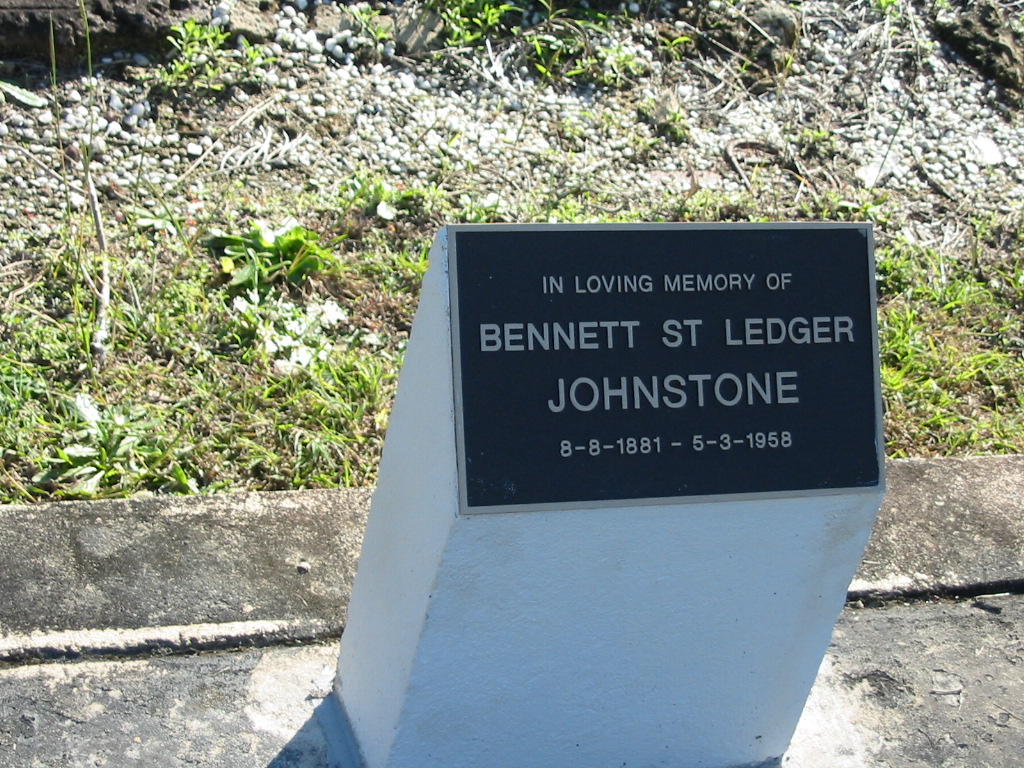 IN LOVING MEMORY OF
BENNETT ST LEDGER
JOHNSTONE
8-8-1881 - 5-3-1958